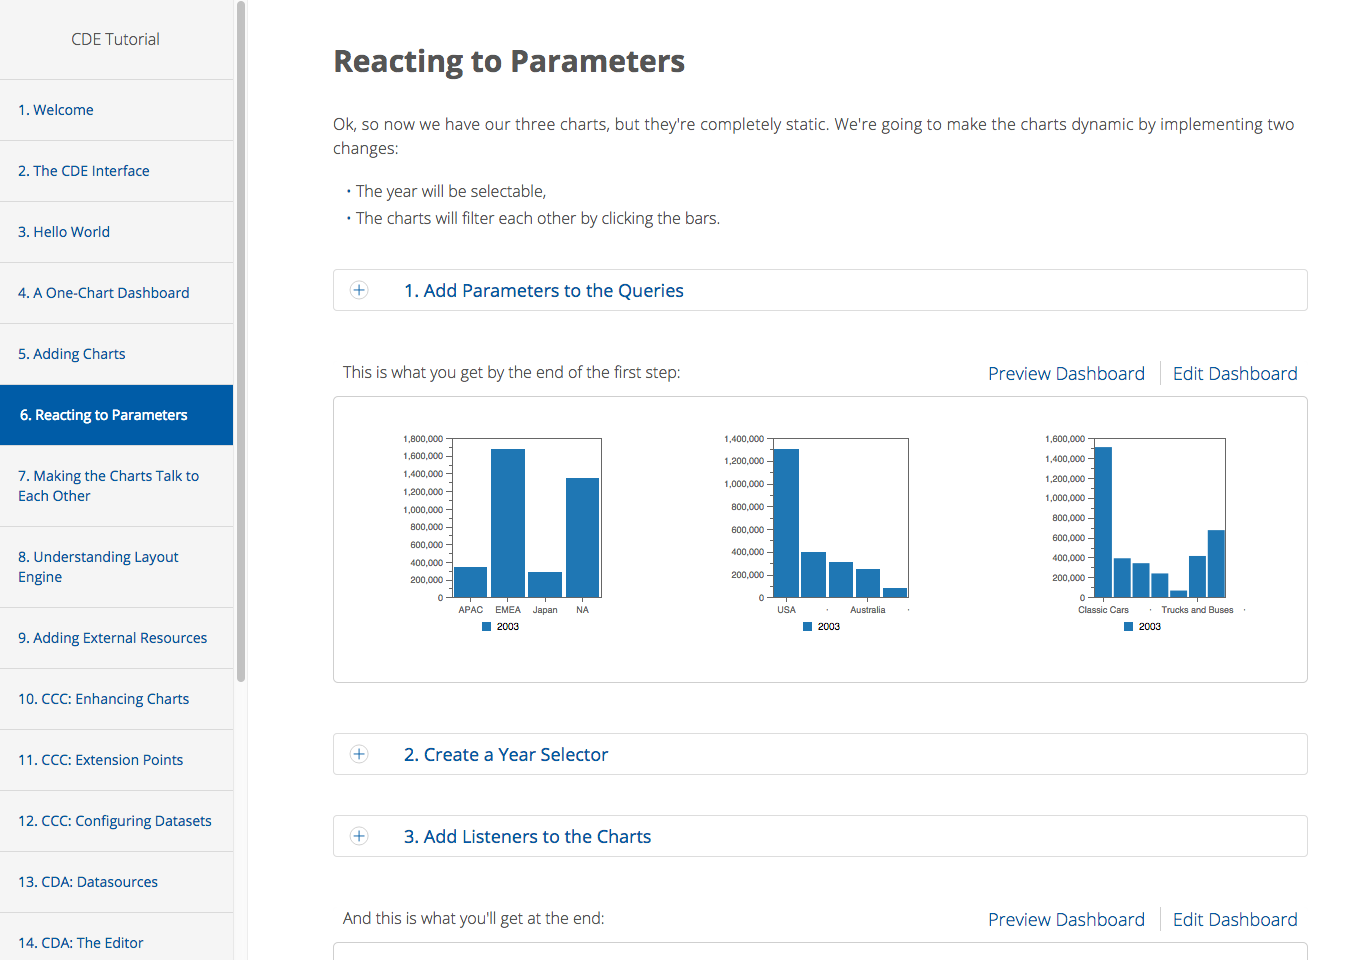 CDE Tutorial
1. Welcome
2. The CDE Interface
3. Hello World
4. A One-Chart Dashboard
5. Adding Charts
6. Reacting to Parameters
7. Making the Charts Talk to
Each Other
8. Understanding Layout
Engine
9. Adding External Resources
10. CCC: Enhancing Charts
11. CCC: Extension Points
12. CCC: Configuring Datasets
13. CDA: Datasources
14. CDA: The Editor
Reacting to Parameters
Ok, so now we have our three charts, but they're completely static. We're going to make the charts dynamic by implementing two
changes:
• The year will be selectable,
• The charts will filter each other by clicking the bars.
1. Add Parameters to the Queries
This is what you get by the end of the first step:
Preview Dashboard
Edit Dashboard
1,800,000
1,600,000
1,400,000
1,200,000
1,000,000
800,000
600,000
400,000
200,000
0
APAC EMEA Japan NA
2003
1,400,000
1,200,000
1,000,000
800,000
600,000
400,000
200,000
0
USA . Australia .
2003
1,600,000
1,400,000
1,200,000
1,000,000
800,000
600,000
400,000
200,000
0
Classic Cars . Trucks and Buses .
2003
2. Create a Year Selector
3. Add Listeners to the Charts
And this is what you'll get at the end:
Preview Dashboard
Edit Dashboard